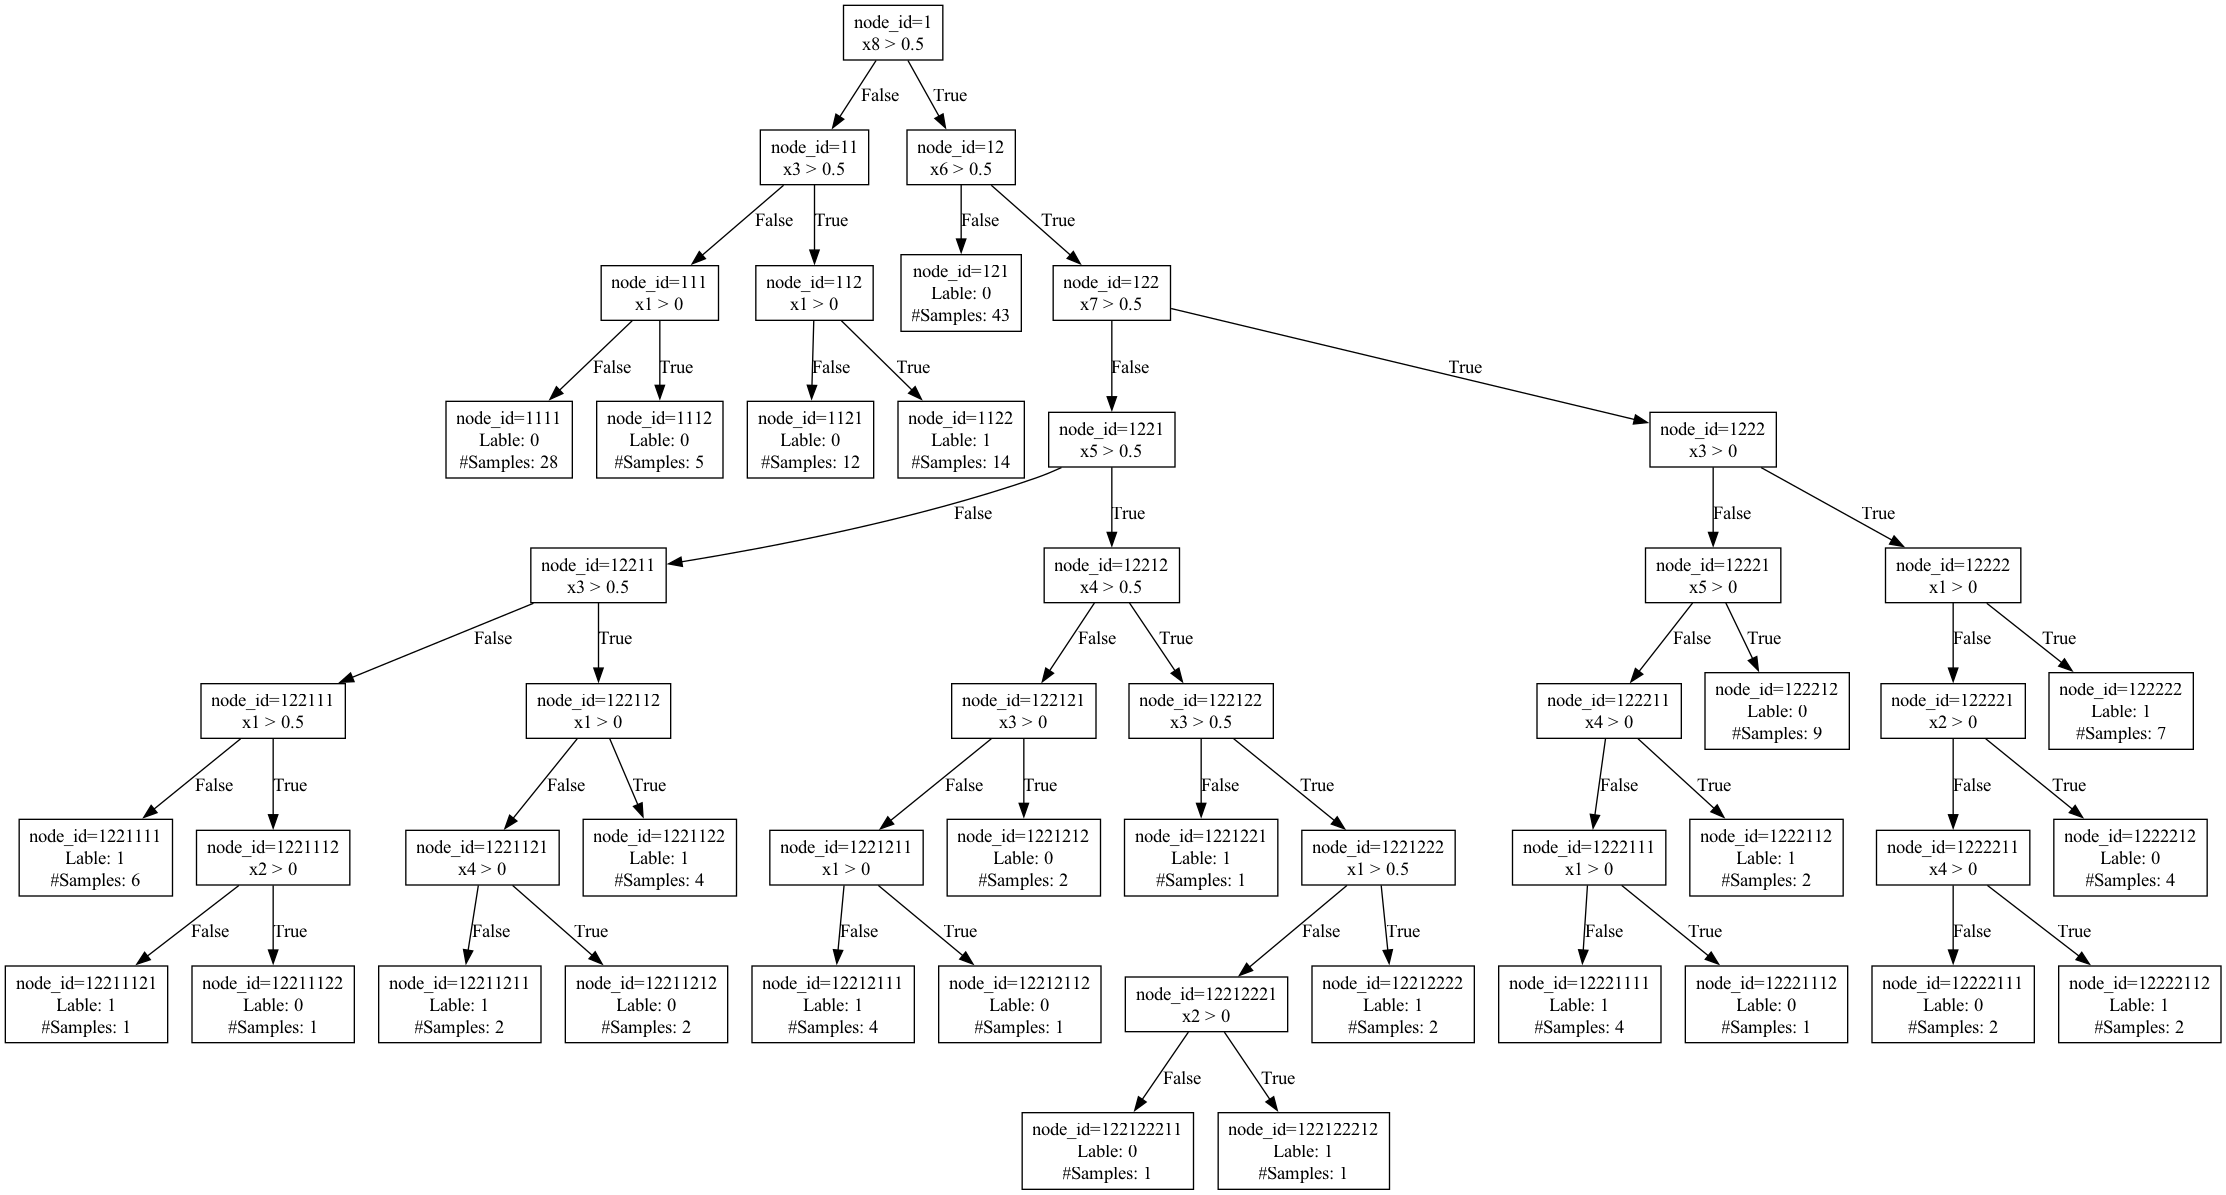 node_id=1
x8 > 0.5
False
True
node_id=11
x3 > 0.5
node_id=12
x6 > 0.5
False
True
False
True
node_id=111
x1 > 0
node_id=112
x1 > 0
node_id=121
Lable: 0
#Samples: 43
node_id=122
x7 > 0.5
False
True
False
True
False
True
node_id=1111
Lable: 0
#Samples: 28
node_id=1112
Lable: 0
#Samples: 5
node_id=1121
Lable: 0
#Samples: 12
node_id=1122
Lable: 1
#Samples: 14
node_id=1221
x5 > 0.5
node_id=1222
x3 > 0
False
True
False
True
node_id=12211
x3 > 0.5
node_id=12212
x4 > 0.5
node_id=12221
x5 > 0
node_id=12222
x1 > 0
False
True
False
True
False
True
False
True
node_id=122111
x1 > 0.5
node_id=122112
x1 > 0
node_id=122121
x3 > 0
node_id=122122
x3 > 0.5
node_id=122211
x4 > 0
node_id=122212
Lable: 0
#Samples: 9
node_id=122221
x2 > 0
node_id=122222
Lable: 1
#Samples: 7
False
True
False
True
False
True
False
True
False
True
False
True
node_id=1221111
Lable: 1
#Samples: 6
node_id=1221112
x2 > 0
node_id=1221121
x4 > 0
node_id=1221122
Lable: 1
#Samples: 4
node_id=1221211
x1 > 0
node_id=1221212
Lable: 0
#Samples: 2
node_id=1221221
Lable: 1
#Samples: 1
node_id=1221222
x1 > 0.5
node_id=1222111
x1 > 0
node_id=1222112
Lable: 1
#Samples: 2
node_id=1222211
x4 > 0
node_id=1222212
Lable: 0
#Samples: 4
False
True
False
True
False
True
False
True
False
True
False
True
node_id=12211121
Lable: 1
#Samples: 1
node_id=12211122
Lable: 0
#Samples: 1
node_id=12211211
Lable: 1
#Samples: 2
node_id=12211212
Lable: 0
#Samples: 2
node_id=12212111
Lable: 1
#Samples: 4
node_id=12212112
Lable: 0
#Samples: 1
node_id=12212221
x2 > 0
node_id=12212222
Lable: 1
#Samples: 2
node_id=12221111
Lable: 1
#Samples: 4
node_id=12221112
Lable: 0
#Samples: 1
node_id=12222111
Lable: 0
#Samples: 2
node_id=12222112
Lable: 1
#Samples: 2
False
True
node_id=122122211
Lable: 0
#Samples: 1
node_id=122122212
Lable: 1
#Samples: 1